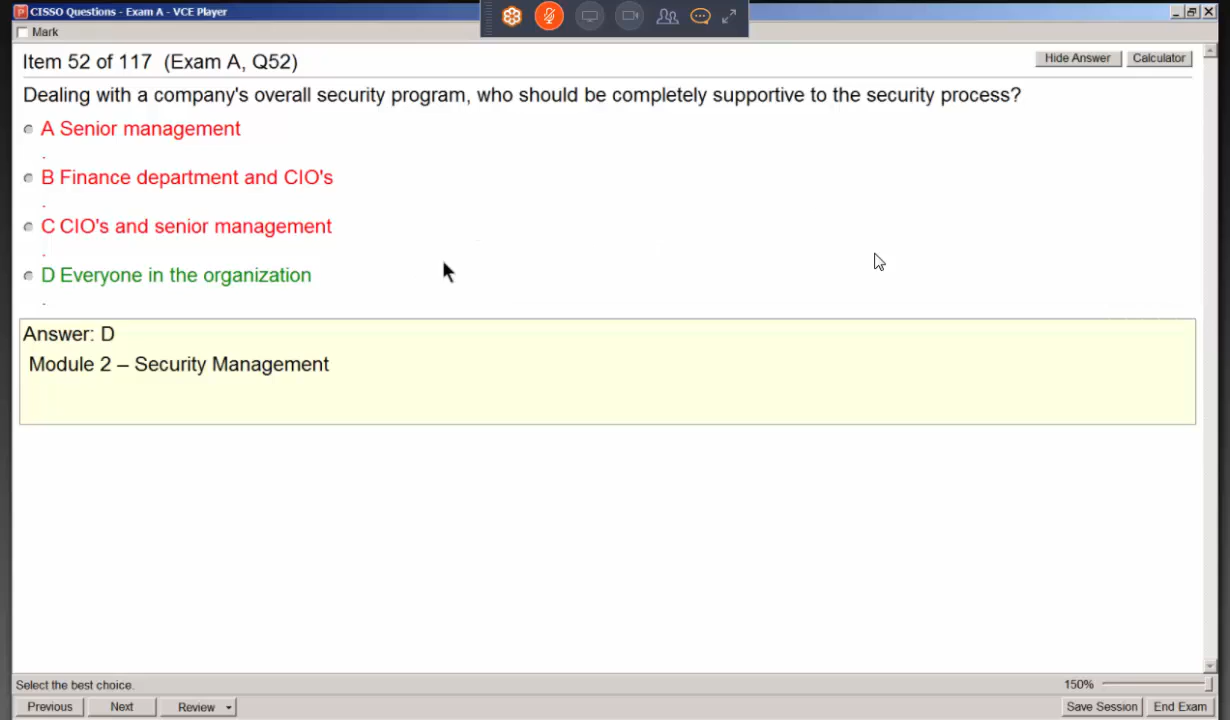 CISSO Questions - Exam A - VCE Player
Mark
Item 52 of 117 (Exam A, Q52)
Hide Answer
Calculator
Dealing with a company's overall security program, who should be completely supportive to the security process?
A Senior management
.
B Finance department and CIO's
.
C CIO's and senior management
.
D Everyone in the organization
.
Answer: D
Module 2 – Security Management
Select the best choice.
150%
Previous
Next
Review
Save Session
End Exam